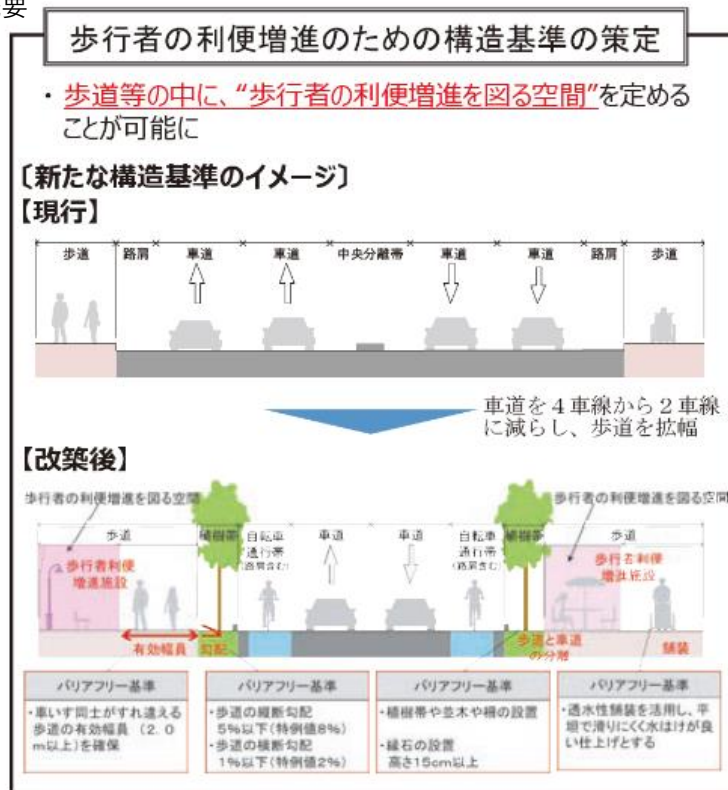 要
歩行者の利便増進のための構造基準の策定
・ 歩道等の中に、“歩行者の利便増進を図る空間”を定める
ことが可能に
〔新たな構造基準のイメージ〕
【現行】
歩道 路肩 車道 車道 中央分離帯 車道 車道 路肩 歩道
車道を4車線から2車線
に減らし、歩道を拡幅
【改築後】
歩行者の利便増進を図る空間 歩行者の利便増進を図る空間
歩道 植樹帯 自転車通行帯(路肩含む) 車道 車道 自転車通行帯(路肩含む) 植樹帯 歩道
歩行者利便
増進施設
歩行者利便
増進施設
有効幅員 勾配
歩道と車道
の分離
舗装
バリアフリー基準
・車いす同士がすれ違える
歩道の有効幅員 (2.0
m以上)を確保
バリアフリー基準
・歩道の縦断勾配
5%以下(特例値8%)
・歩道の横断勾配
1%以下(特例値2%)
バリアフリー基準
・植樹帯や並木や柵の設置
・縁石の設置
高さ15cm以上
バリアフリー基準
・透水性舗装を活用し、平
坦で滑りにくく水はけが良
い仕上げとする